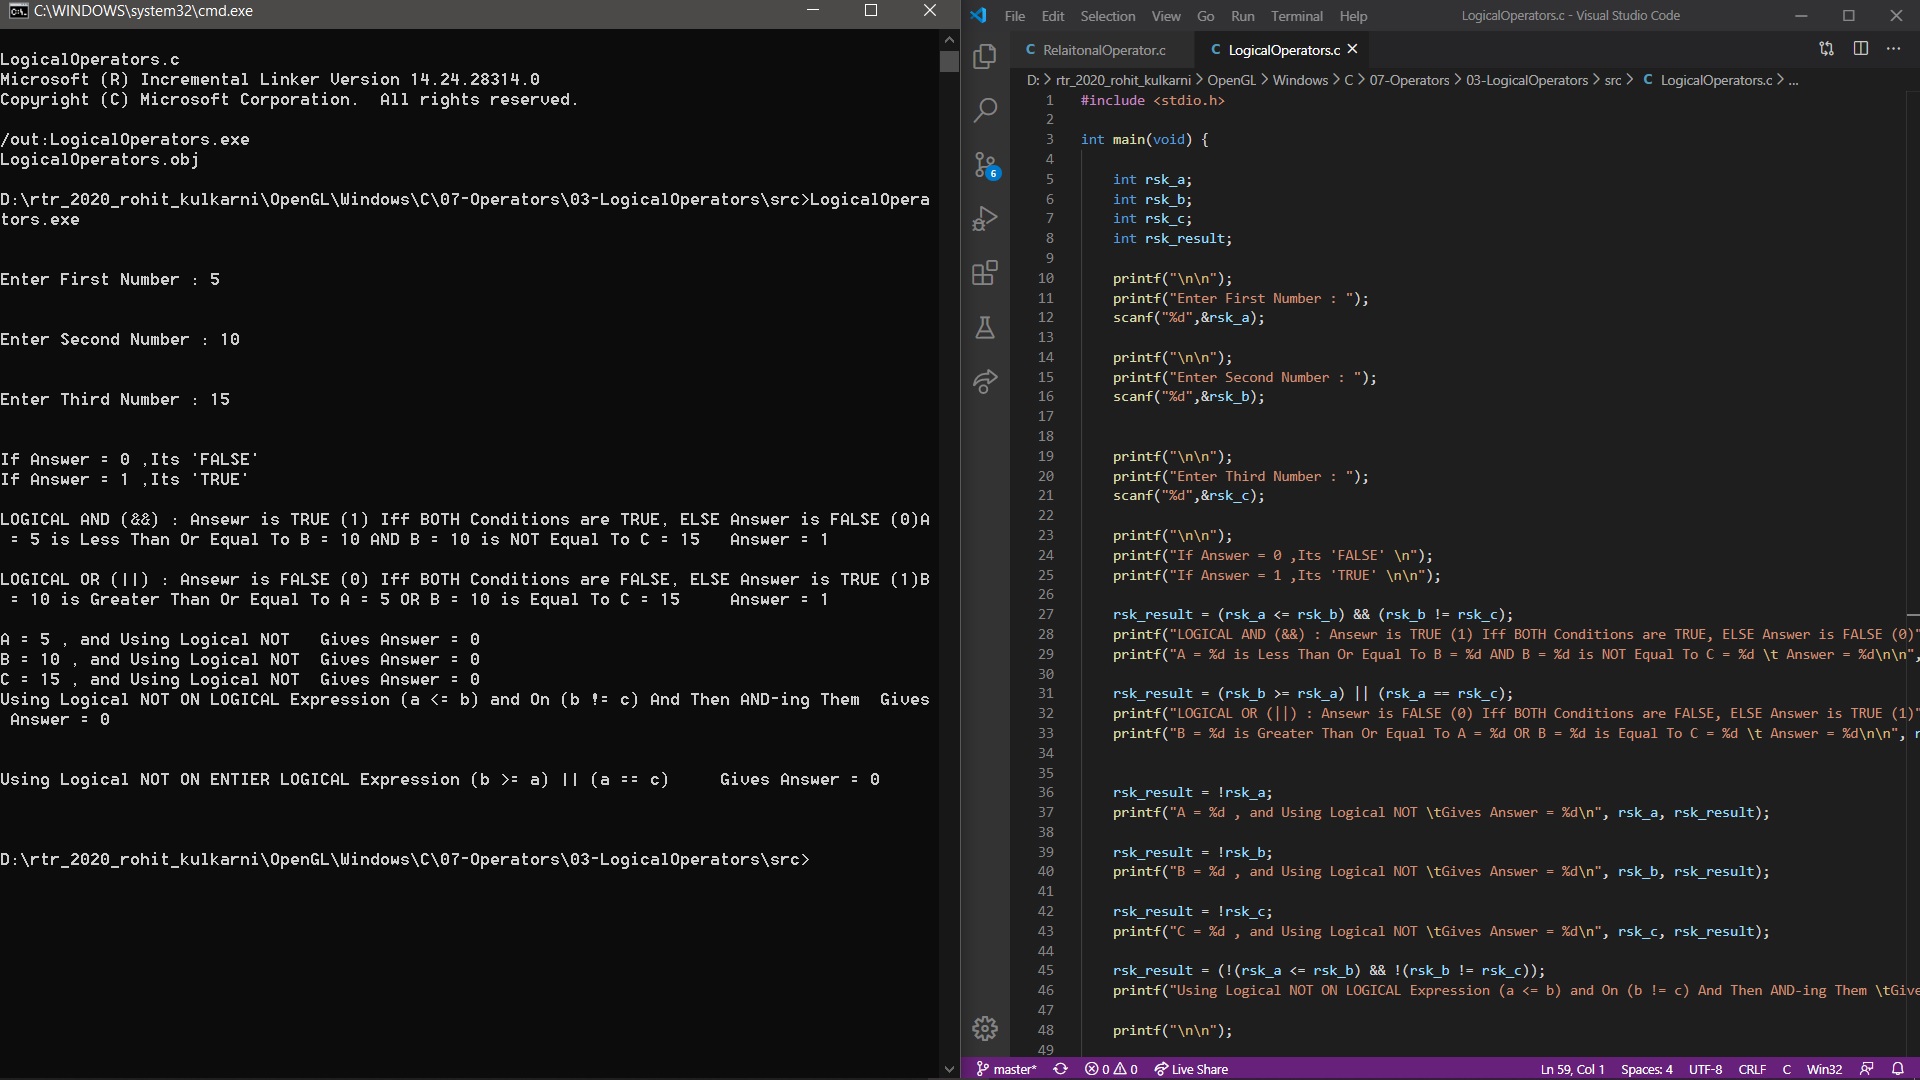 C:\WINDOWS\system32\cmd.exe
LogicalOperators.c
Microsoft (R) Incremental Linker Version 14.24.28314.0
Copyright (C) Microsoft Corporation.  All rights reserved.
/out:LogicalOperators.exe
LogicalOperators.obj
D:\rtr_2020_rohit_kulkarni\OpenGL\Windows\C\07-Operators\03-LogicalOperators\src>LogicalOpera
tors.exe
Enter First Number : 5
Enter Second Number : 10
Enter Third Number : 15
If Answer = 0 ,Its 'FALSE'
If Answer = 1 ,Its 'TRUE'
LOGICAL AND (&&) : Ansewr is TRUE (1) Iff BOTH Conditions are TRUE, ELSE Answer is FALSE (0)A
 = 5 is Less Than Or Equal To B = 10 AND B = 10 is NOT Equal To C = 15   Answer = 1
LOGICAL OR (||) : Ansewr is FALSE (0) Iff BOTH Conditions are FALSE, ELSE Answer is TRUE (1)B
 = 10 is Greater Than Or Equal To A = 5 OR B = 10 is Equal To C = 15     Answer = 1
A = 5 , and Using Logical NOT   Gives Answer = 0
B = 10 , and Using Logical NOT  Gives Answer = 0
C = 15 , and Using Logical NOT  Gives Answer = 0
Using Logical NOT ON LOGICAL Expression (a <= b) and On (b != c) And Then AND-ing Them  Gives
 Answer = 0
Using Logical NOT ON ENTIER LOGICAL Expression (b >= a) || (a == c)     Gives Answer = 0
D:\rtr_2020_rohit_kulkarni\OpenGL\Windows\C\07-Operators\03-LogicalOperators\src>
File Edit Selection View Go Run Terminal Help LogicalOperators.c - Visual Studio Code
C RelaitonalOperator.c C LogicalOperators.c
D: > rtr_2020_rohit_kulkarni > OpenGL > Windows > C > 07-Operators > 03-LogicalOperators > src > C LogicalOperators.c > ...
6
1 #include <stdio.h>
2
3 int main(void) {
4
5     int rsk_a;
6     int rsk_b;
7     int rsk_c;
8     int rsk_result;
9
10     printf("\n\n");
11     printf("Enter First Number : ");
12     scanf("%d",&rsk_a);
13
14     printf("\n\n");
15     printf("Enter Second Number : ");
16     scanf("%d",&rsk_b);
17
18
19     printf("\n\n");
20     printf("Enter Third Number : ");
21     scanf("%d",&rsk_c);
22
23     printf("\n\n");
24     printf("If Answer = 0 ,Its 'FALSE' \n");
25     printf("If Answer = 1 ,Its 'TRUE' \n\n");
26
27     rsk_result = (rsk_a <= rsk_b) && (rsk_b != rsk_c);
28     printf("LOGICAL AND (&&) : Ansewr is TRUE (1) Iff BOTH Conditions are TRUE, ELSE Answer is FALSE (0)"
29     printf("A = %d is Less Than Or Equal To B = %d AND B = %d is NOT Equal To C = %d \t Answer = %d\n\n",
30
31     rsk_result = (rsk_b >= rsk_a) || (rsk_a == rsk_c);
32     printf("LOGICAL OR (||) : Ansewr is FALSE (0) Iff BOTH Conditions are FALSE, ELSE Answer is TRUE (1)"
33     printf("B = %d is Greater Than Or Equal To A = %d OR B = %d is Equal To C = %d \t Answer = %d\n\n", r
34
35
36     rsk_result = !rsk_a;
37     printf("A = %d , and Using Logical NOT \tGives Answer = %d\n", rsk_a, rsk_result);
38
39     rsk_result = !rsk_b;
40     printf("B = %d , and Using Logical NOT \tGives Answer = %d\n", rsk_b, rsk_result);
41
42     rsk_result = !rsk_c;
43     printf("C = %d , and Using Logical NOT \tGives Answer = %d\n", rsk_c, rsk_result);
44
45     rsk_result = (!(rsk_a <= rsk_b) && !(rsk_b != rsk_c));
46     printf("Using Logical NOT ON LOGICAL Expression (a <= b) and On (b != c) And Then AND-ing Them \tGive
47
48     printf("\n\n");
49
master* 0 0 Live Share Ln 59, Col 1 Spaces: 4 UTF-8 CRLF C Win32